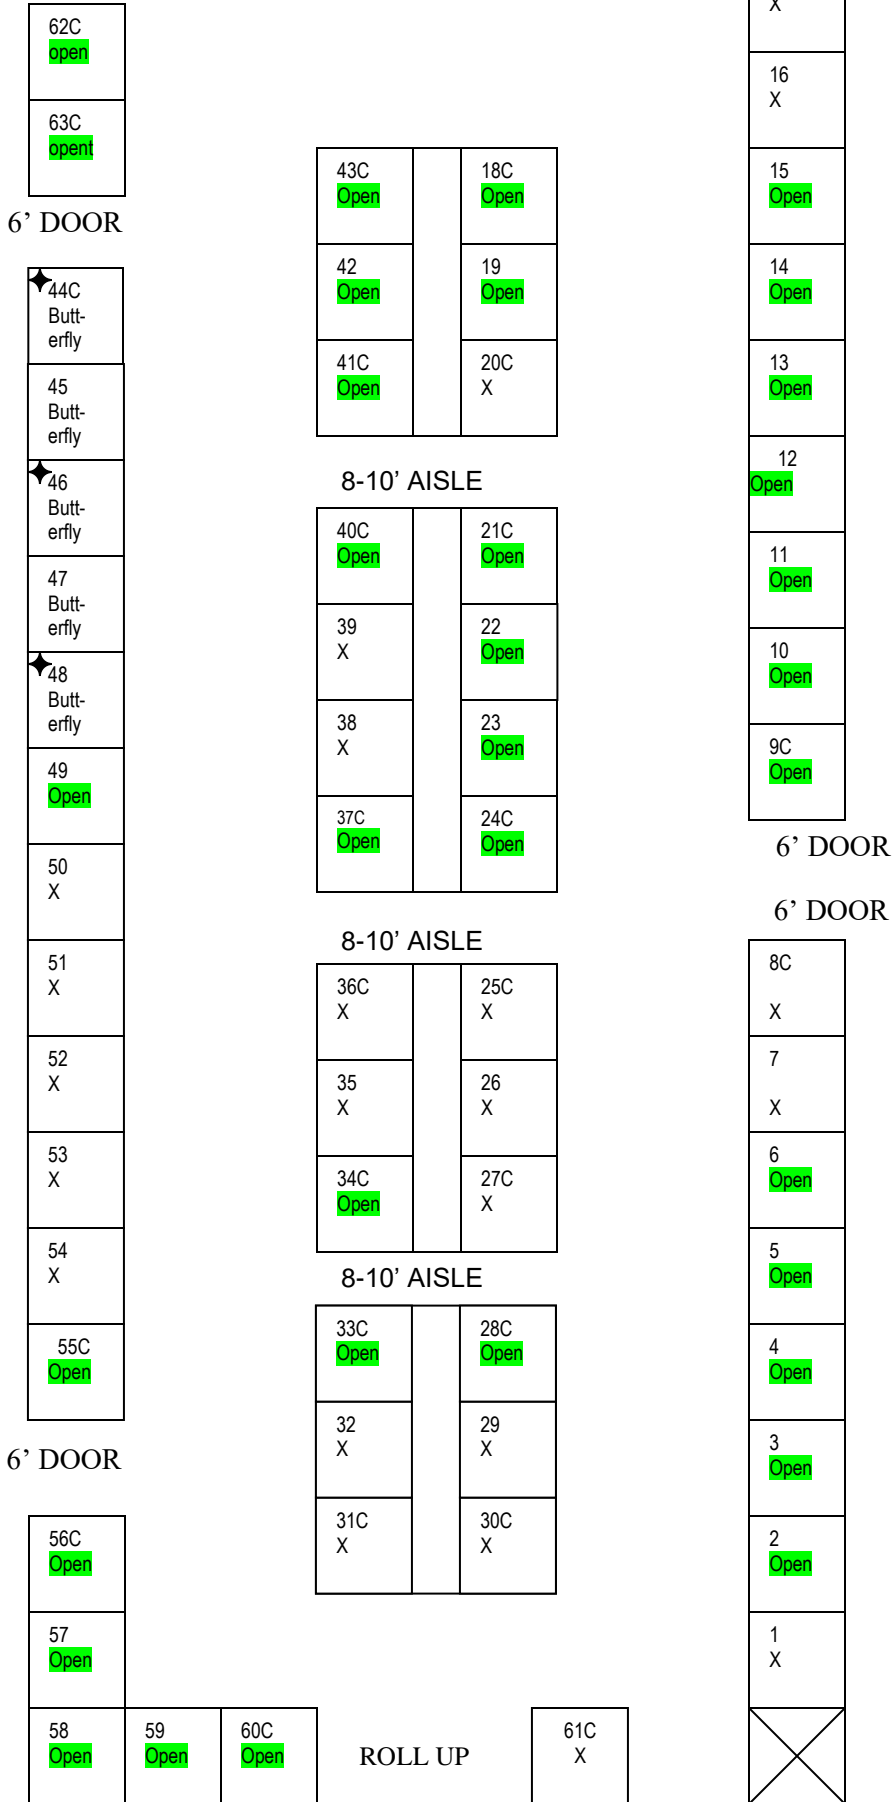 62C
open
63C
opent
6’ DOOR
44C
Butt-
erfly
45
Butt-
erfly
46
Butt-
erfly
47
Butt-
erfly
48
Butt-
erfly
49
Open
50
X
51
X
52
X
53
X
54
X
55C
Open
6’ DOOR
56C
Open
57
Open
58
Open
59
Open
60C
Open
ROLL UP
61C
X
43C
Open
18C
Open
42
Open
19
Open
41C
Open
20C
X
8-10’ AISLE
40C
Open
21C
Open
39
X
22
Open
38
X
23
Open
37C
Open
24C
Open
8-10’ AISLE
36C
X
25C
X
35
X
26
X
34C
Open
27C
X
8-10’ AISLE
33C
Open
28C
Open
32
X
29
X
31C
X
30C
X
X
16
X
15
Open
14
Open
13
Open
12
Open
11
Open
10
Open
9C
Open
6’ DOOR
6’ DOOR
8C
X
7
X
6
Open
5
Open
4
Open
3
Open
2
Open
1
X